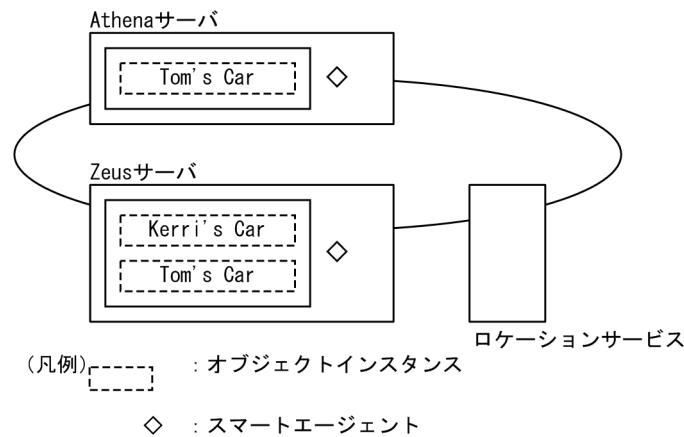 Athenaサーバ
Tom's Car
Zeusサーバ
Kerri's Car
Tom's Car
ロケーションサービス
(凡例)
：オブジェクトインスタンス
：スマートエージェント